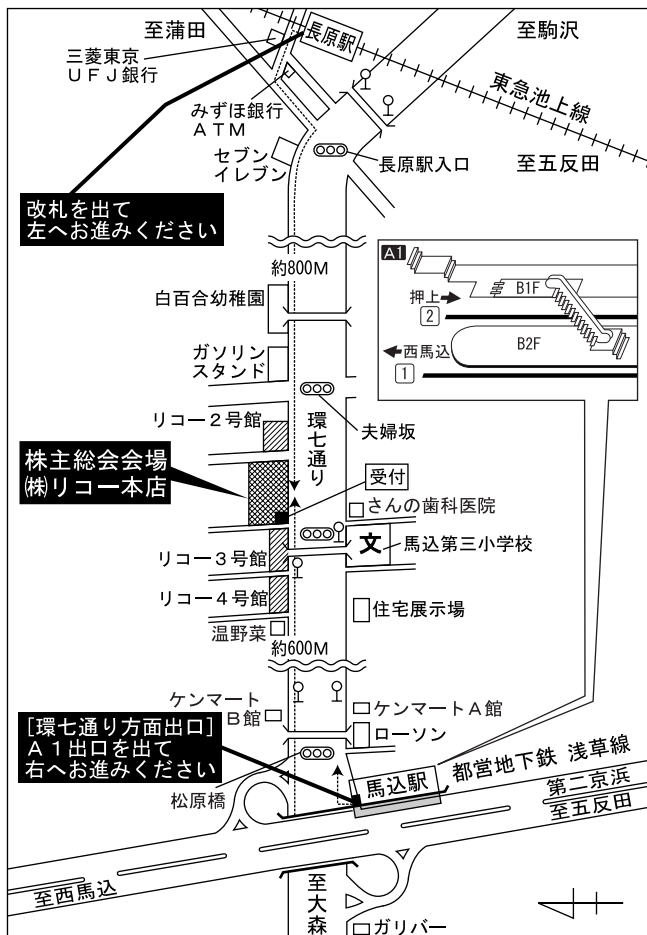 至蒲田
長原駅
至駒沢
三菱東京
UFJ銀行
東急池上線
みずほ銀行
ATM
セブン
イレブン
長原駅入口
至五反田
改札を出て
左へお進みください
約800M
A1
B1F
押上
2
B2F
西馬込
1
白百合幼稚園
ガソリン
スタンド
夫婦坂
リコー2号館
環七通り
株主総会会場
㈱リコー本店
受付
さんの歯科医院
文
馬込第三小学校
リコー3号館
リコー4号館
住宅展示場
温野菜
約600M
ケンマート
B館
ケンマートA館
ローソン
[環七通り方面出口]
A1出口を出て
右へお進みください
松原橋
馬込駅
都営地下鉄 浅草線
第二京浜
至五反田
至西馬込
至大森
ガリバー